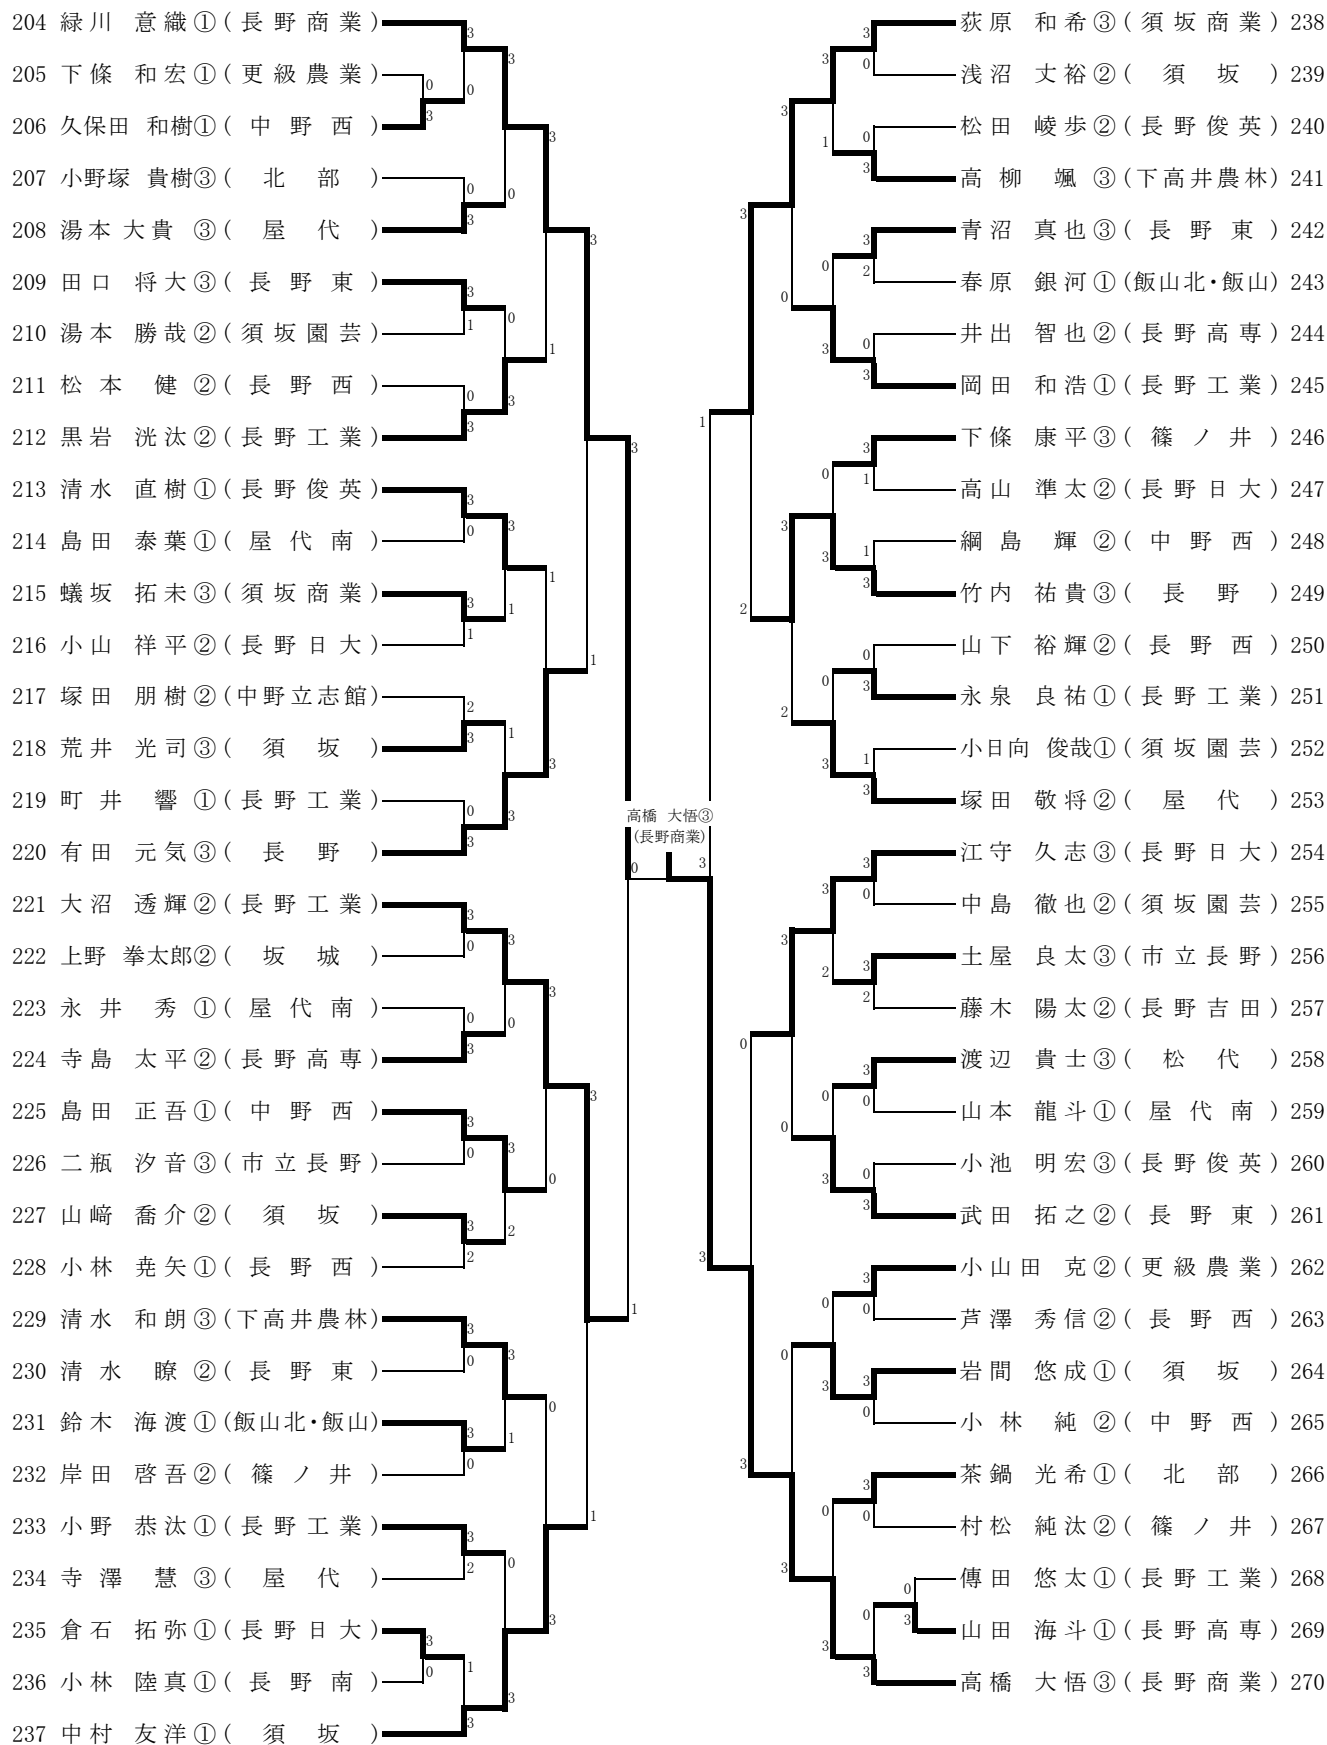 204 緑川 意織①(長野商業)
205 下條 和宏①(更級農業)
206 久保田 和樹①(中野西)
207 小野塚 貴樹③(北部)
208 湯本 大貴 ③(屋代)
209 田口 将大③(長野東)
210 湯本 勝哉②(須坂園芸)
211 松本 健②(長野西)
212 黒岩 洸汰②(長野工業)
213 清水 直樹①(長野俊英)
214 島田 泰葉①(屋代南)
215 蟻坂 拓未③(須坂商業)
216 小山 祥平②(長野日大)
217 塚田 朋樹②(中野立志館)
218 荒井 光司③(須坂)
219 町井 響①(長野工業)
220 有田 元気③(長野)
221 大沼 透輝②(長野工業)
222 上野 拳太郎②(坂城)
223 永井 秀①(屋代南)
224 寺島 太平②(長野高専)
225 島田 正吾①(中野西)
226 二瓶 汐音③(市立長野)
227 山﨑 喬介②(須坂)
228 小林 尭矢①(長野西)
229 清水 和朗③(下高井農林)
230 清水 瞭②(長野東)
231 鈴木 海渡①(飯山北・飯山)
232 岸田 啓吾②(篠ノ井)
233 小野 恭汰①(長野工業)
234 寺澤 慧③(屋代)
235 倉石 拓弥①(長野日大)
236 小林 陸真①(長野南)
237 中村 友洋①(須坂)
高橋 大悟③
(長野商業)
荻原 和希③(須坂商業) 238
浅沼 丈裕②(須坂) 239
松田 崚歩②(長野俊英) 240
高柳 颯③(下高井農林) 241
青沼 真也③(長野東) 242
春原 銀河①(飯山北・飯山) 243
井出 智也②(長野高専) 244
岡田 和浩①(長野工業) 245
下條 康平③(篠ノ井) 246
高山 準太②(長野日大) 247
綱島 輝②(中野西) 248
竹内 祐貴③(長野) 249
山下 裕輝②(長野西) 250
永泉 良祐①(長野工業) 251
小日向 俊哉①(須坂園芸) 252
塚田 敬将②(屋代) 253
江守 久志③(長野日大) 254
中島 徹也②(須坂園芸) 255
土屋 良太③(市立長野) 256
藤木 陽太②(長野吉田) 257
渡辺 貴士③(松代) 258
山本 龍斗①(屋代南) 259
小池 明宏③(長野俊英) 260
武田 拓之②(長野東) 261
小山田 克②(更級農業) 262
芦澤 秀信②(長野西) 263
岩間 悠成①(須坂) 264
小林 純②(中野西) 265
茶鍋 光希①(北部) 266
村松 純汰②(篠ノ井) 267
傳田 悠太①(長野工業) 268
山田 海斗①(長野高専) 269
高橋 大悟③(長野商業) 270